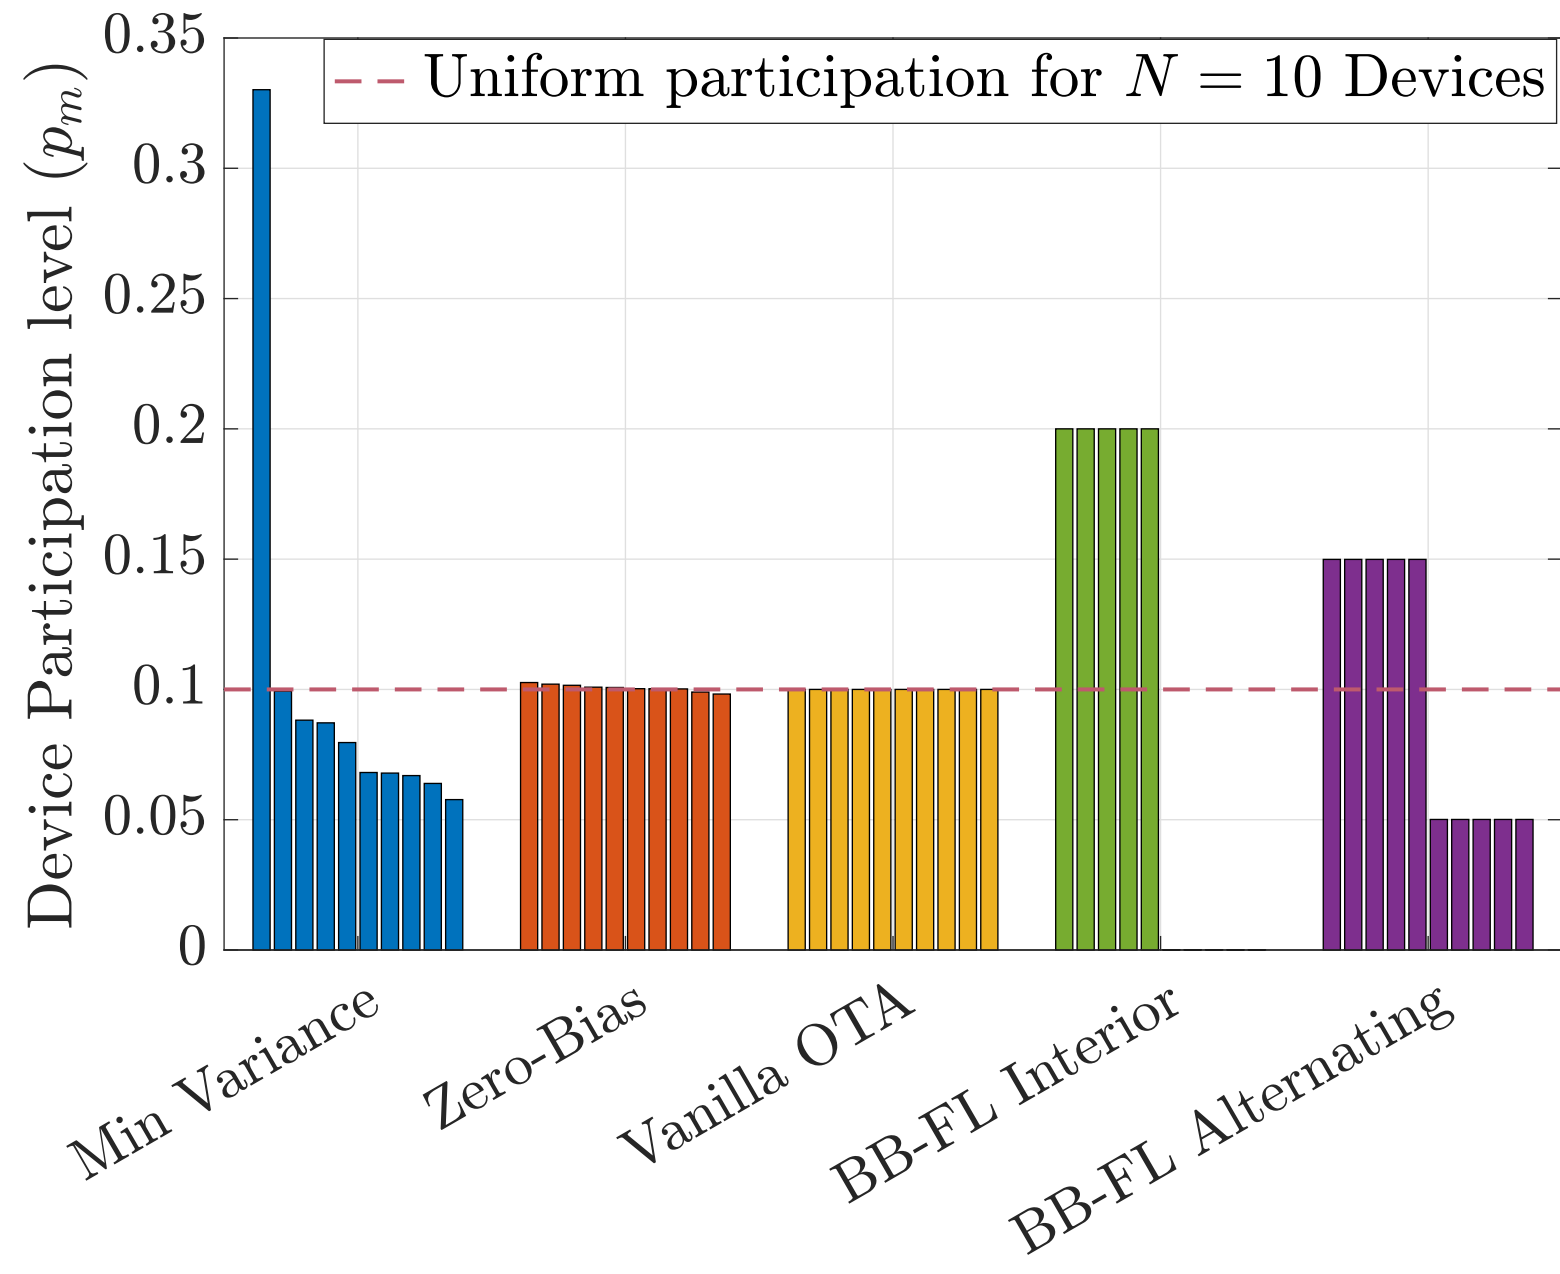 Uniform participation for N = 10 Devices
Device Participation level (pₘ)
0.35
0.3
0.25
0.2
0.15
0.1
0.05
0
Min Variance
Zero-Bias
Vanilla OTA
BB-FL Interior
BB-FL Alternating